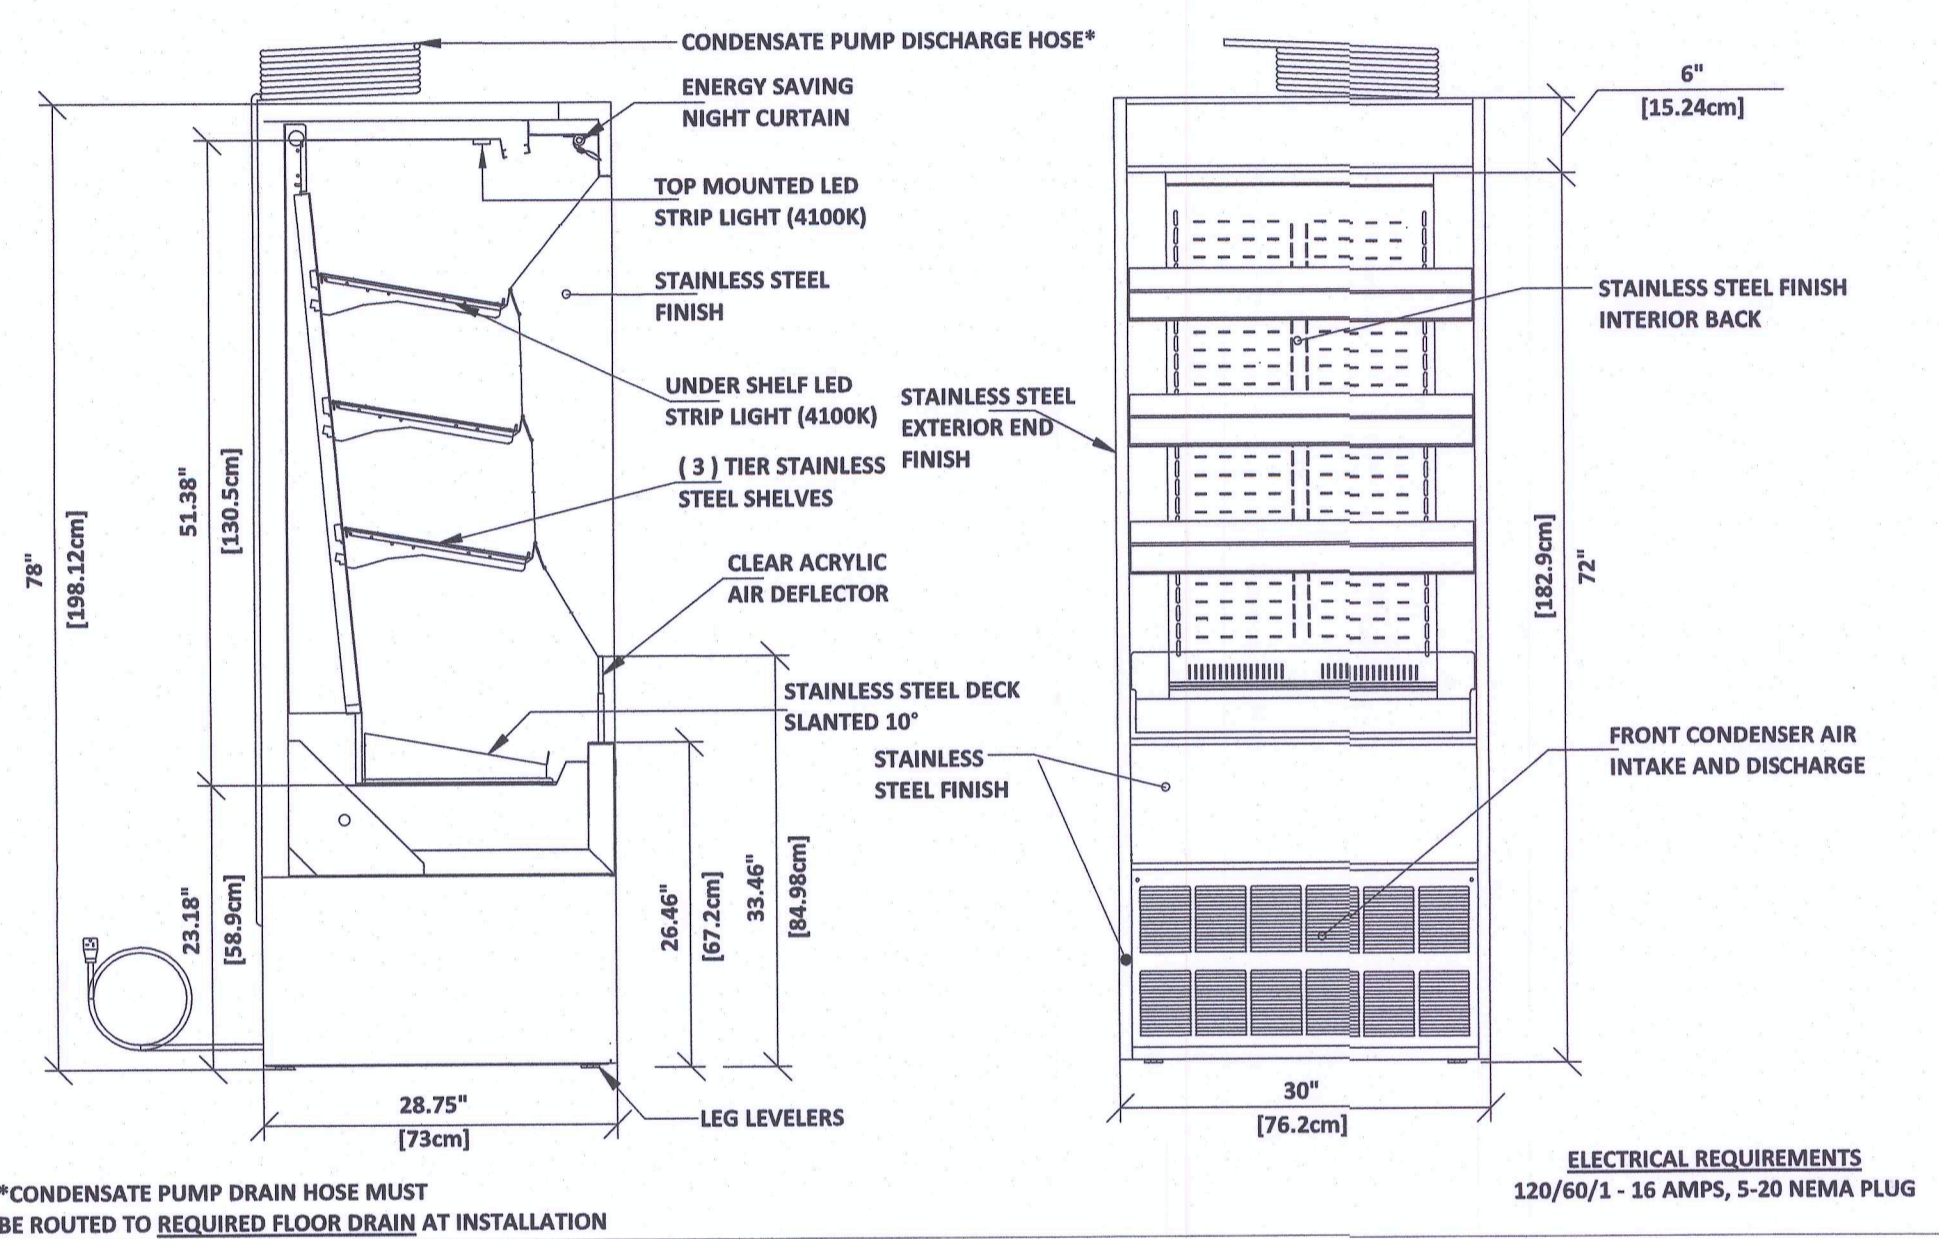 CONDENSATE PUMP DISCHARGE HOSE*
ENERGY SAVING
NIGHT CURTAIN
TOP MOUNTED LED
STRIP LIGHT (4100K)
STAINLESS STEEL
FINISH
UNDER SHELF LED
STRIP LIGHT (4100K)
( 3 ) TIER STAINLESS
STEEL SHELVES
CLEAR ACRYLIC
AIR DEFLECTOR
STAINLESS STEEL DECK
SLANTED 10°
LEG LEVELERS
78"
[198.12cm]
51.38"
[130.5cm]
23.18"
[58.9cm]
26.46"
[67.2cm]
33.46"
[84.98cm]
28.75"
[73cm]
STAINLESS STEEL
EXTERIOR END
FINISH
STAINLESS
STEEL FINISH
6"
[15.24cm]
STAINLESS STEEL FINISH
INTERIOR BACK
[182.9cm]
72"
FRONT CONDENSER AIR
INTAKE AND DISCHARGE
30"
[76.2cm]
ELECTRICAL REQUIREMENTS
120/60/1 - 16 AMPS, 5-20 NEMA PLUG
*CONDENSATE PUMP DRAIN HOSE MUST
BE ROUTED TO REQUIRED FLOOR DRAIN AT INSTALLATION